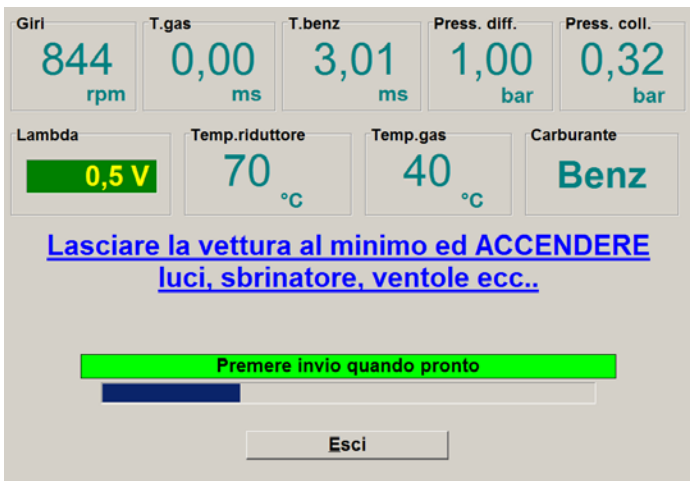 Giri T.gas T.benz Press. diff. Press. coll.
844 0,00 3,01 1,00 0,32
rpm ms ms bar bar
Lambda Temp.riduttore Temp.gas Carburante
0,5 V 70 °C 40 °C Benz
Lasciare la vettura al minimo ed ACCENDERE
luci, sbrinatore, ventole ecc..
Premere invio quando pronto
Esci